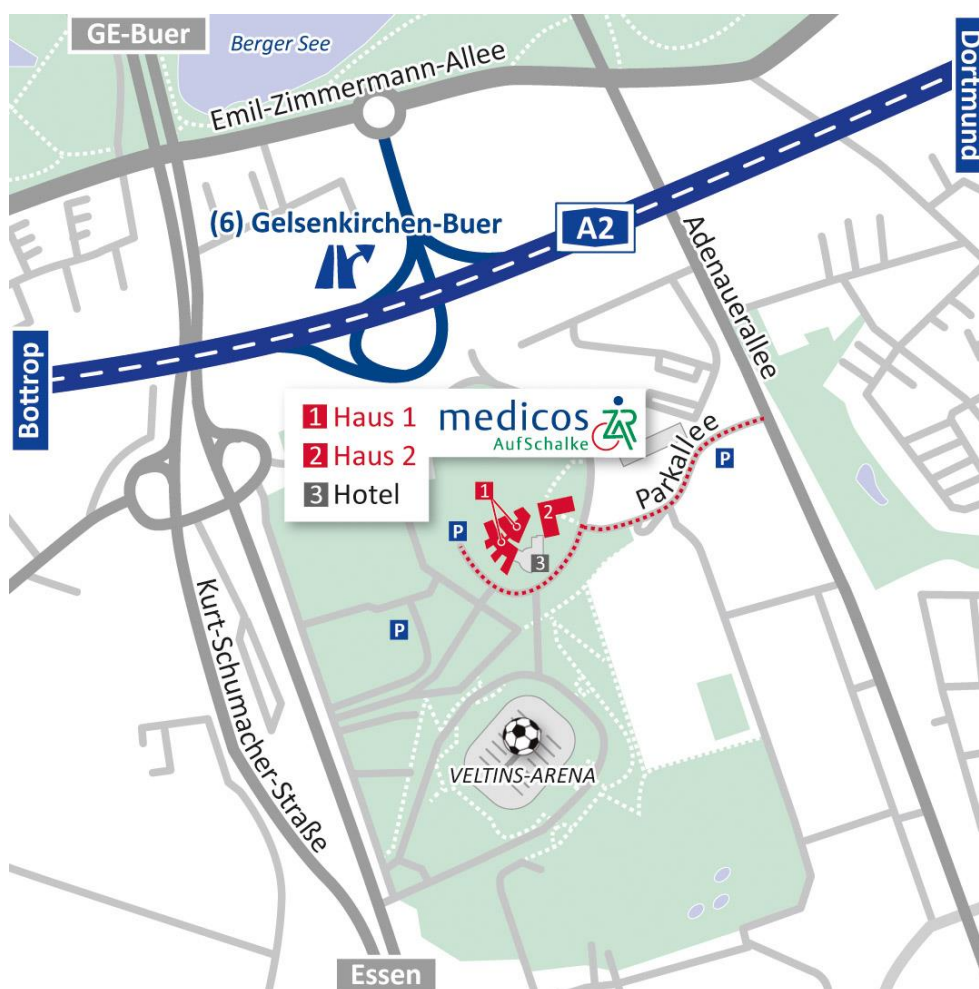 GE-Buer
Berger See
Emil-Zimmermann-Allee
Dortmund
(6) Gelsenkirchen-Buer
A2
Adenauerallee
Bottrop
1 Haus 1
2 Haus 2
3 Hotel
medicos
AufSchalke
ZAR
Parkallee
P
1
2
P
3
P
Kurt-Schumacher-Straße
VELTINS-ARENA
Essen